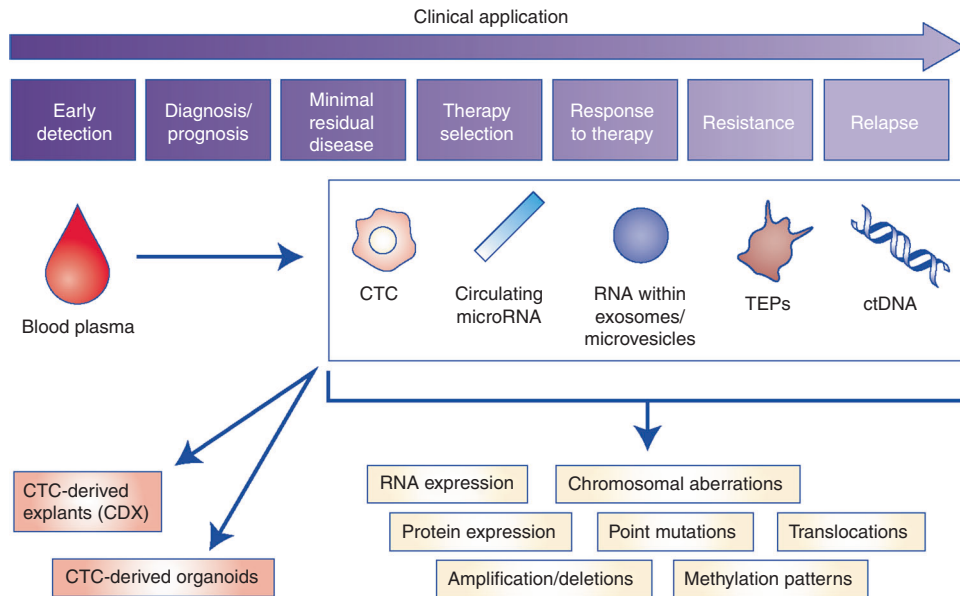 Clinical application
Early
detection
Diagnosis/
prognosis
Minimal
residual
disease
Therapy
selection
Response
to therapy
Resistance
Relapse
Blood plasma
CTC
Circulating
microRNA
RNA within
exosomes/
microvesicles
TEPs
ctDNA
CTC-derived
explants (CDX)
CTC-derived organoids
RNA expression
Chromosomal aberrations
Protein expression
Point mutations
Translocations
Amplification/deletions
Methylation patterns